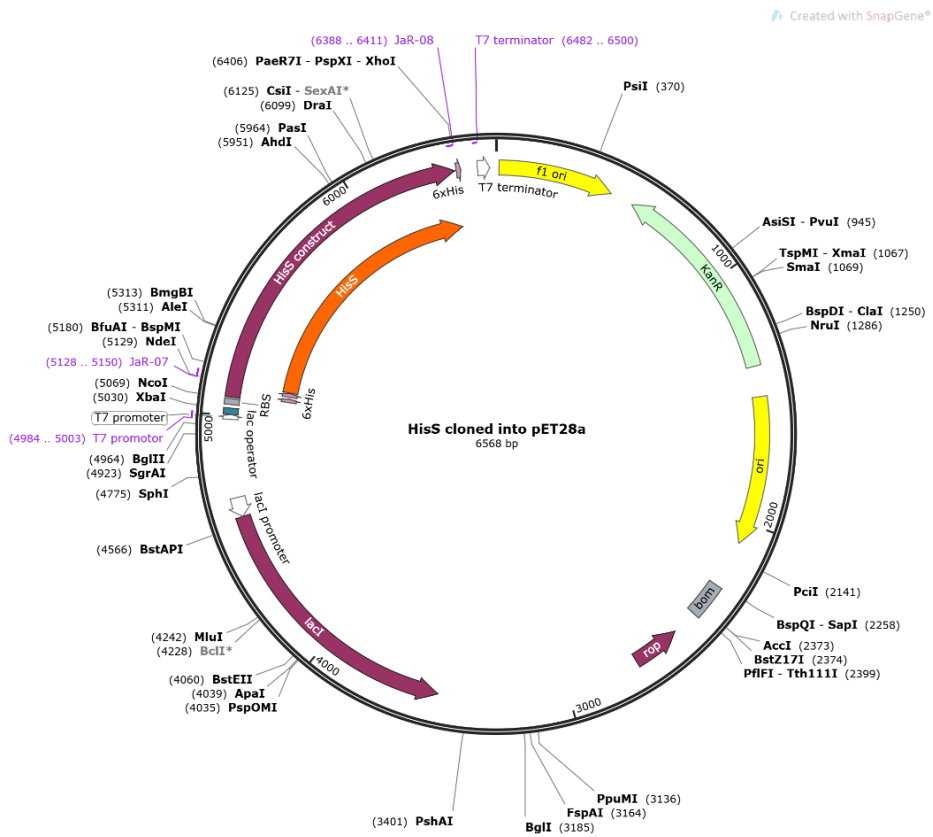 Created with SnapGene®
(6388 .. 6411) JaR-08
T7 terminator (6482 .. 6500)
(6406) PaeR7I - PspXI - XhoI
(6125) CsiI - SexAI*
(6099) DraI
(5964) PasI
(5951) AhdI
PsiI (370)
AsiSI - PvuI (945)
TspMI - XmaI (1067)
SmaI (1069)
BspDI - ClaI (1250)
NruI (1286)
(5313) BmgBI
(5311) AleI
(5180) BfuAI - BspMI
(5129) NdeI
(5128 .. 5150) JaR-07
(5069) NcoI
(5030) XbaI
T7 promoter
(4984 .. 5003) T7 promotor
(4964) BglII
(4923) SgrAI
(4775) SphI
(4566) BstAPI
(4242) MluI
(4228) BclI*
(4060) BstEII
(4039) ApaI
(4035) PspOMI
(3401) PshAI
PciI (2141)
BspQI - SapI (2258)
AccI (2373)
BstZ17I (2374)
PflFI - Tth111I (2399)
PpuMI (3136)
FspAI (3164)
BglI (3185)
HisS cloned into pET28a
6568 bp
6xHis
T7 terminator
f1 ori
KanR
ori
bom
rop
lacI
lacI promoter
lac operator
RBS
6xHis
HisS construct
HisS
1000
2000
3000
4000
5000
6000